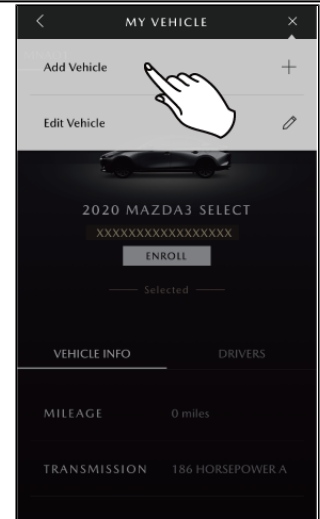 MY VEHICLE
Add Vehicle
Edit Vehicle
2020 MAZDA3 SELECT
XXXXXXXXXXXXXXXXX
ENROLL
Selected
VEHICLE INFO DRIVERS
MILEAGE 0 miles
TRANSMISSION 186 HORSEPOWER A